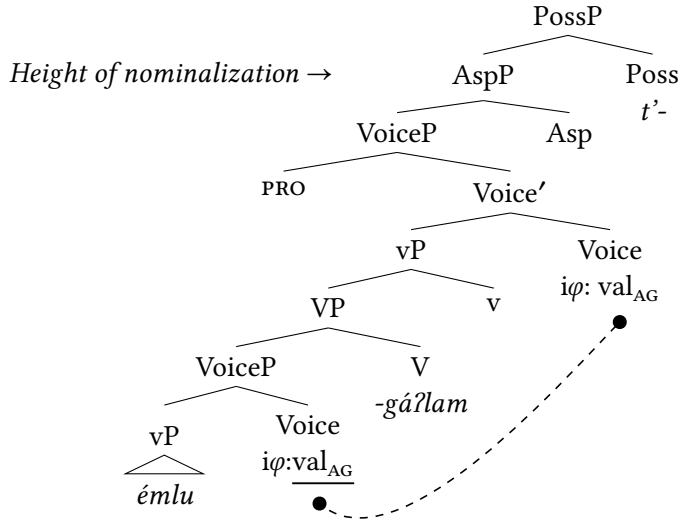 PossP
Height of nominalization → AspP Poss
t'-
VoiceP Asp
PRO Voice′
vP Voice
iφ: val_AG
VP v
VoiceP V
-gáʔlam
vP Voice
iφ:val_AG
émlu